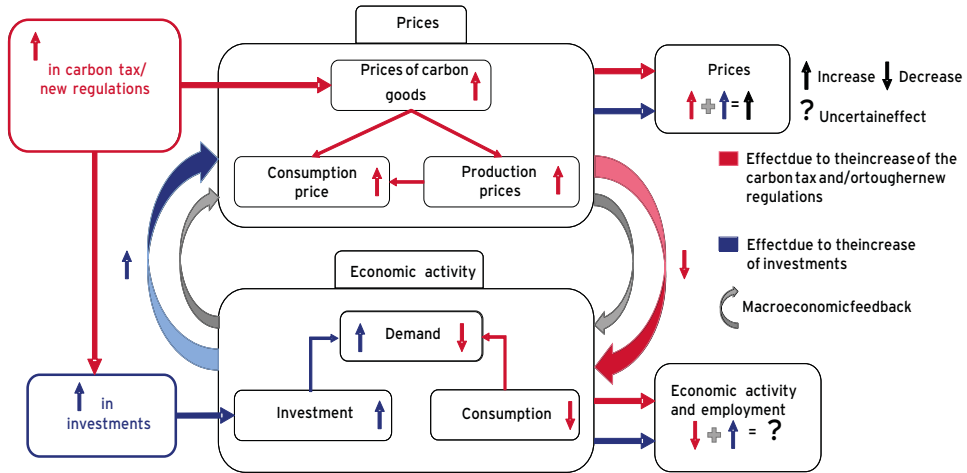 Prices
in carbon tax/
new regulations
Prices of carbon
goods
Consumption
price
Production
prices
Prices
+ =
Increase Decrease
? Uncertaineffect
Effectdue to theincrease of the
carbon tax and/ortoughernew
regulations
Effectdue to theincrease
of investments
Macroeconomicfeedback
Economic activity
Demand
Investment
Consumption
in
investments
Economic activity
and employment
+ = ?